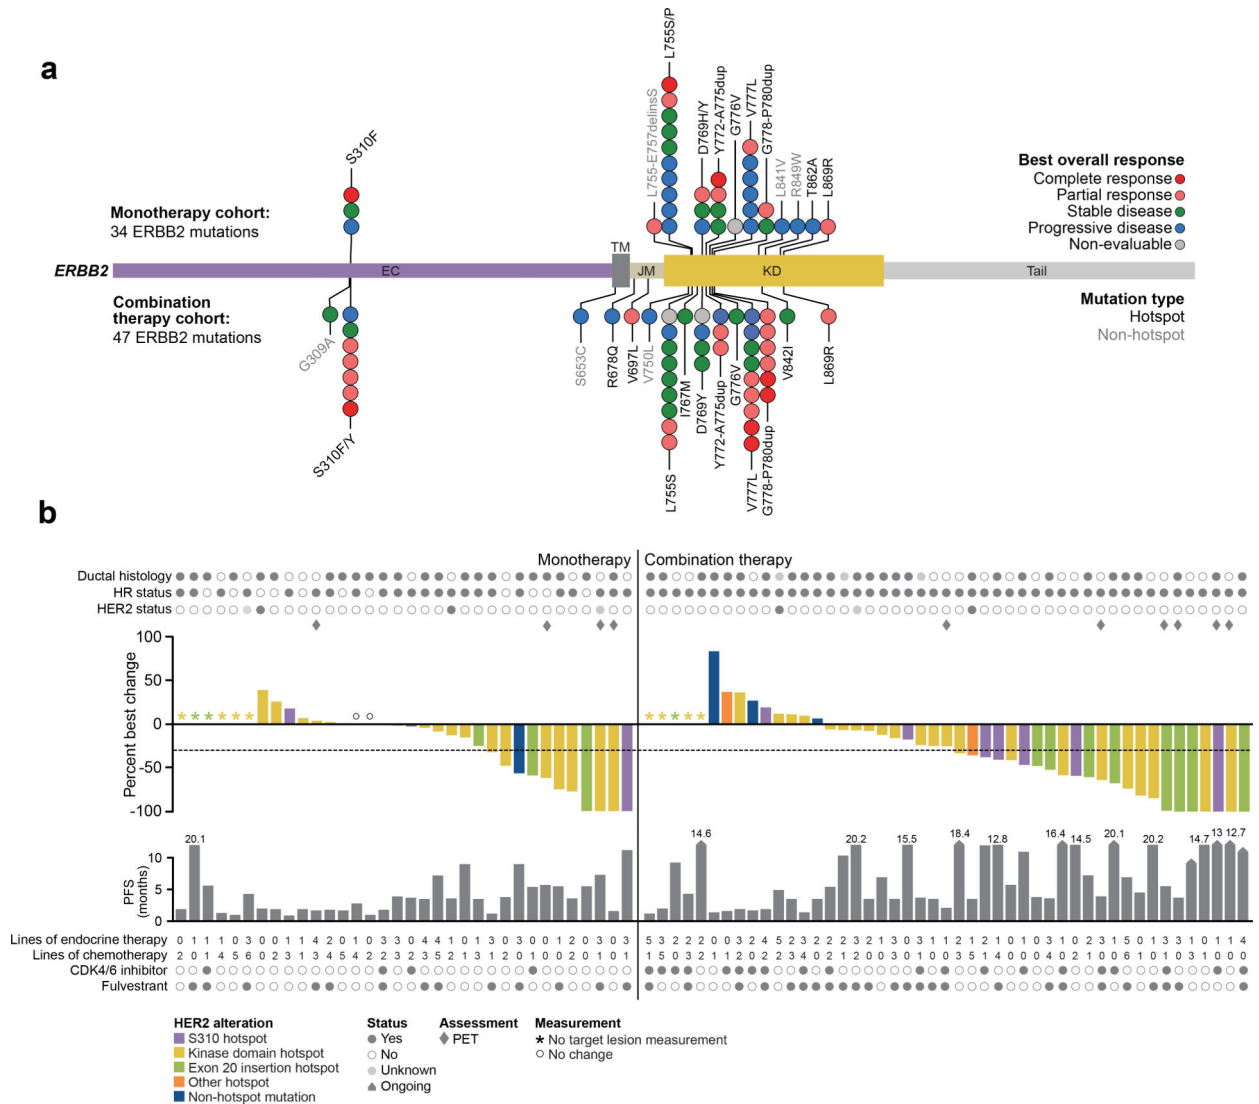 a
S310F
L755-E757delinsS
L755S/P
D769H/Y
Y772-A775dup
G776V
V777L
G778-P780dup
L841V
R849W
T862A
L869R
Best overall response
Complete response
Partial response
Stable disease
Progressive disease
Non-evaluable
Monotherapy cohort:
34 ERBB2 mutations
ERBB2
EC
TM
JM
KD
Tail
Combination
therapy cohort:
47 ERBB2 mutations
Mutation type
Hotspot
Non-hotspot
G309A
S310F/Y
S653C
R678Q
V697L
V750L
L755S
I767M
D769Y
Y772-A775dup
G776V
V777L
G778-P780dup
V842I
L869R
b
Monotherapy
Combination therapy
Ductal histology
HR status
HER2 status
Percent best change
100
50
0
-50
-100
PFS
(months)
10
5
0
20.1
14.6
20.2
15.5
18.4
12.8
16.4
14.5
20.1
20.2
14.7
13
12.7
Lines of endocrine therapy
Lines of chemotherapy
CDK4/6 inhibitor
Fulvestrant
HER2 alteration
S310 hotspot
Kinase domain hotspot
Exon 20 insertion hotspot
Other hotspot
Non-hotspot mutation
Status
Yes
No
Unknown
Ongoing
Assessment
PET
Measurement
* No target lesion measurement
No change